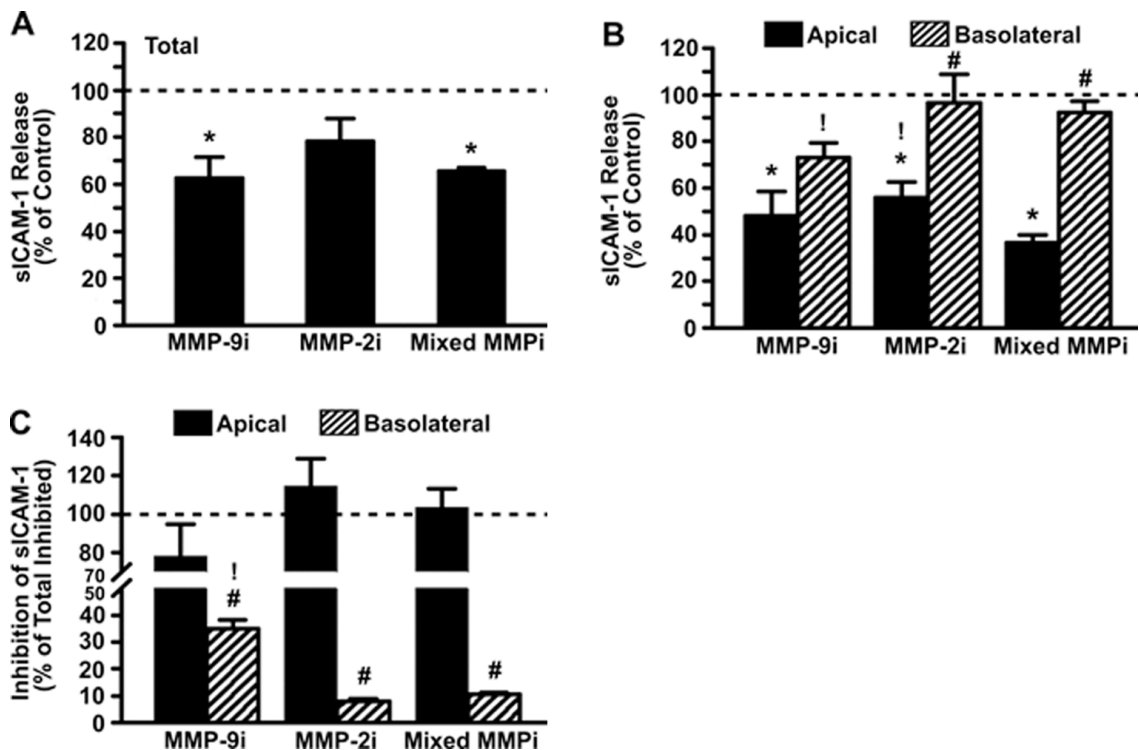 A
Total
sICAM-1 Release
(% of Control)
120
100
80
60
40
20
0
*
*
MMP-9i MMP-2i Mixed MMPi
B
Apical Basolateral
sICAM-1 Release
(% of Control)
120
100
80
60
40
20
0
* ! ! * # * #
MMP-9i MMP-2i Mixed MMPi
C
Apical Basolateral
Inhibition of sICAM-1
(% of Total Inhibited)
140
120
100
80
70
50
40
30
20
10
0
! # # #
MMP-9i MMP-2i Mixed MMPi